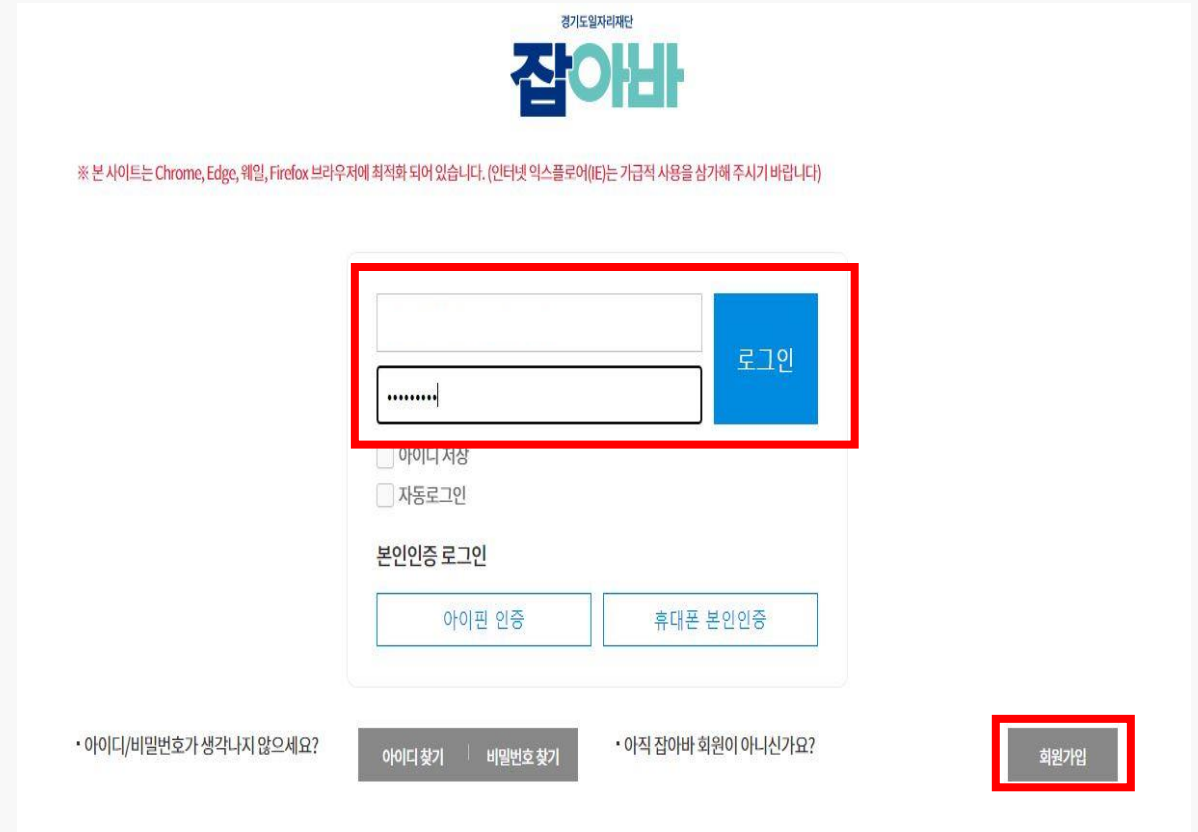 경기도일자리재단
잡아바
※ 본 사이트는 Chrome, Edge, 웨일, Firefox 브라우저에 최적화 되어 있습니다. (인터넷 익스플로어(IE)는 가급적 사용을 삼가해 주시기 바랍니다)
로그인
•••••••••
아이디 저장
자동로그인
본인인증 로그인
아이핀 인증 휴대폰 본인인증
· 아이디/비밀번호가 생각나지 않으세요? 아이디 찾기 | 비밀번호 찾기 · 아직 잡아바 회원이 아니신가요? 회원가입